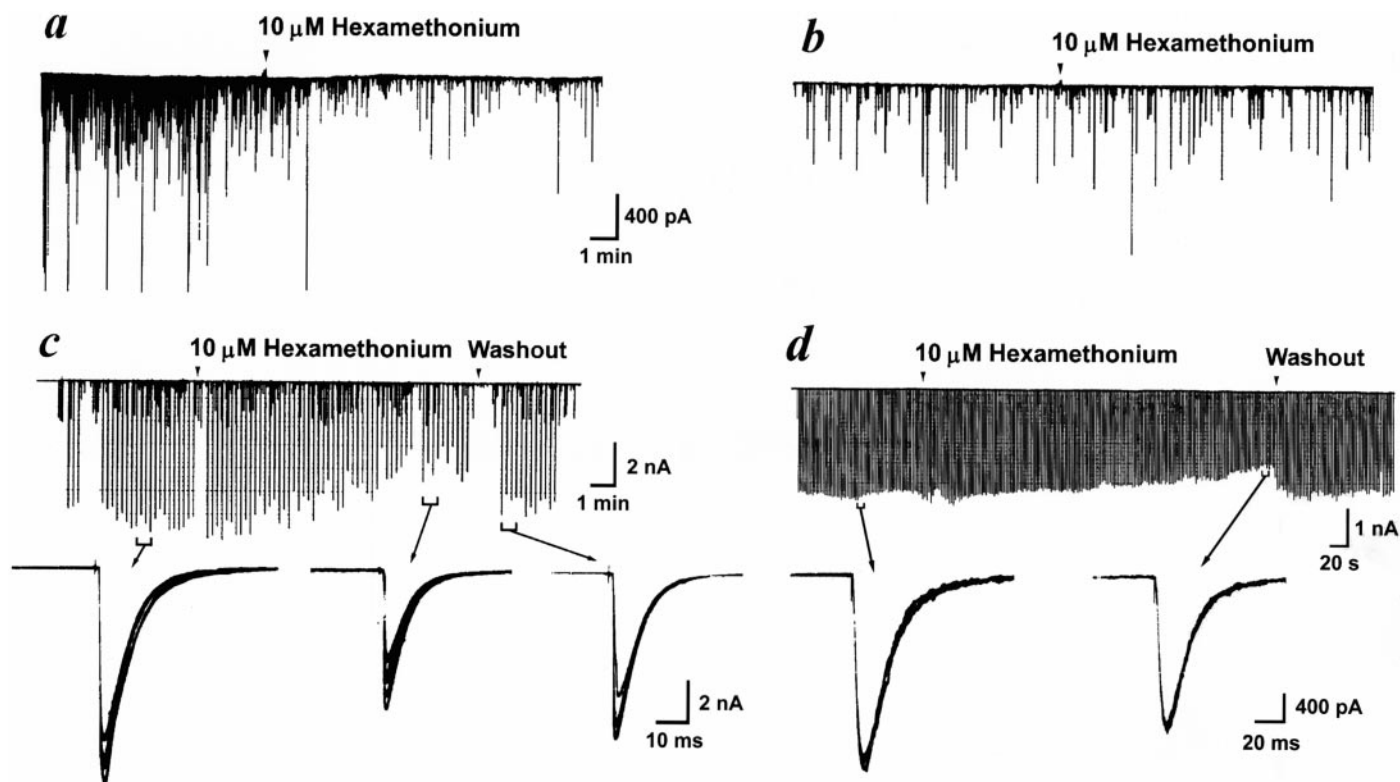 a
10 μM Hexamethonium
400 pA
1 min
b
10 μM Hexamethonium
c
10 μM Hexamethonium
Washout
2 nA
1 min
2 nA
10 ms
d
10 μM Hexamethonium
Washout
1 nA
20 s
400 pA
20 ms